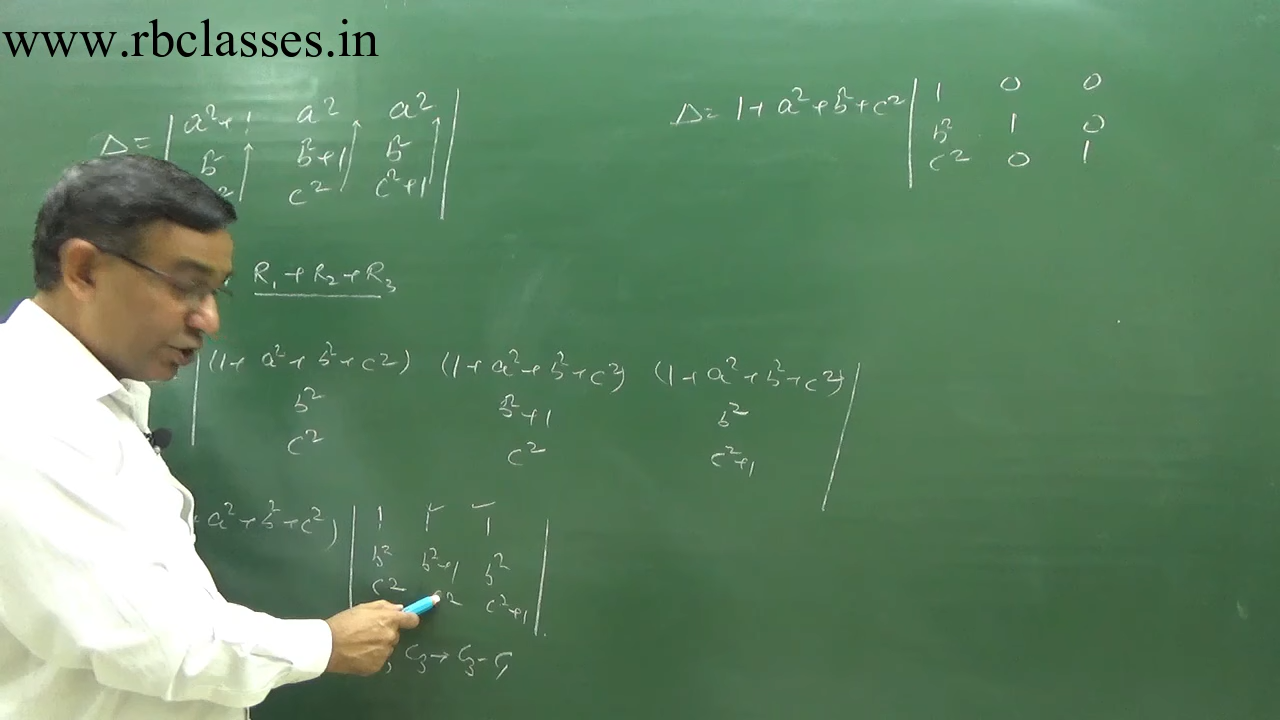 www.rbclasses.in
Δ = | a²+1 a² a² |
b² b²+1 b²
² c² c²+1
R₁ + R₂ + R₃
| (1 + a² + b² + c²) (1 + a² + b² + c²) (1 + a² + b² + c²) |
b² b²+1 b²
c² c² c²+1
+ a² + b² + c²) | 1 1 1 |
b² b²+1 b²
c² ² c²+1
, C₃ → C₃ - C₁
Δ = 1 + a² + b² + c² | 1 0 0
b² 1 0
c² 0 1